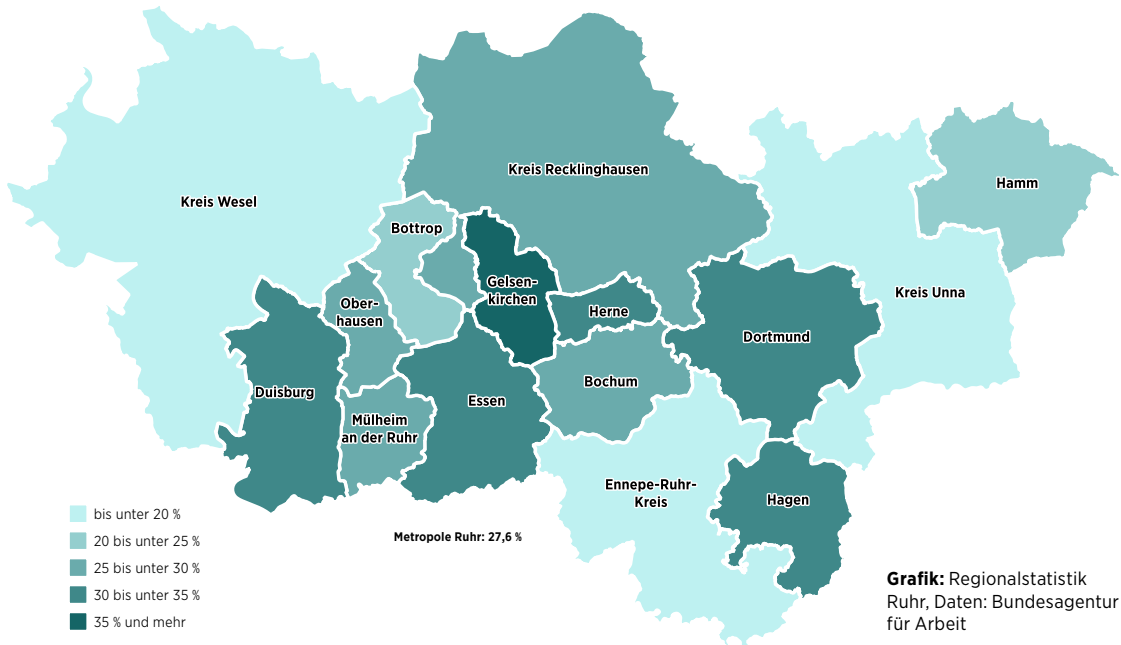 Kreis Recklinghausen
Hamm
Kreis Wesel
Bottrop
Gelsen-
kirchen
Kreis Unna
Ober-
hausen
Herne
Dortmund
Bochum
Duisburg
Essen
Mülheim
an der Ruhr
Ennepe-Ruhr-
Kreis
Hagen
bis unter 20 %
20 bis unter 25 %
25 bis unter 30 %
30 bis unter 35 %
35 % und mehr
Metropole Ruhr: 27,6 %
Grafik: Regionalstatistik
Ruhr, Daten: Bundesagentur
für Arbeit